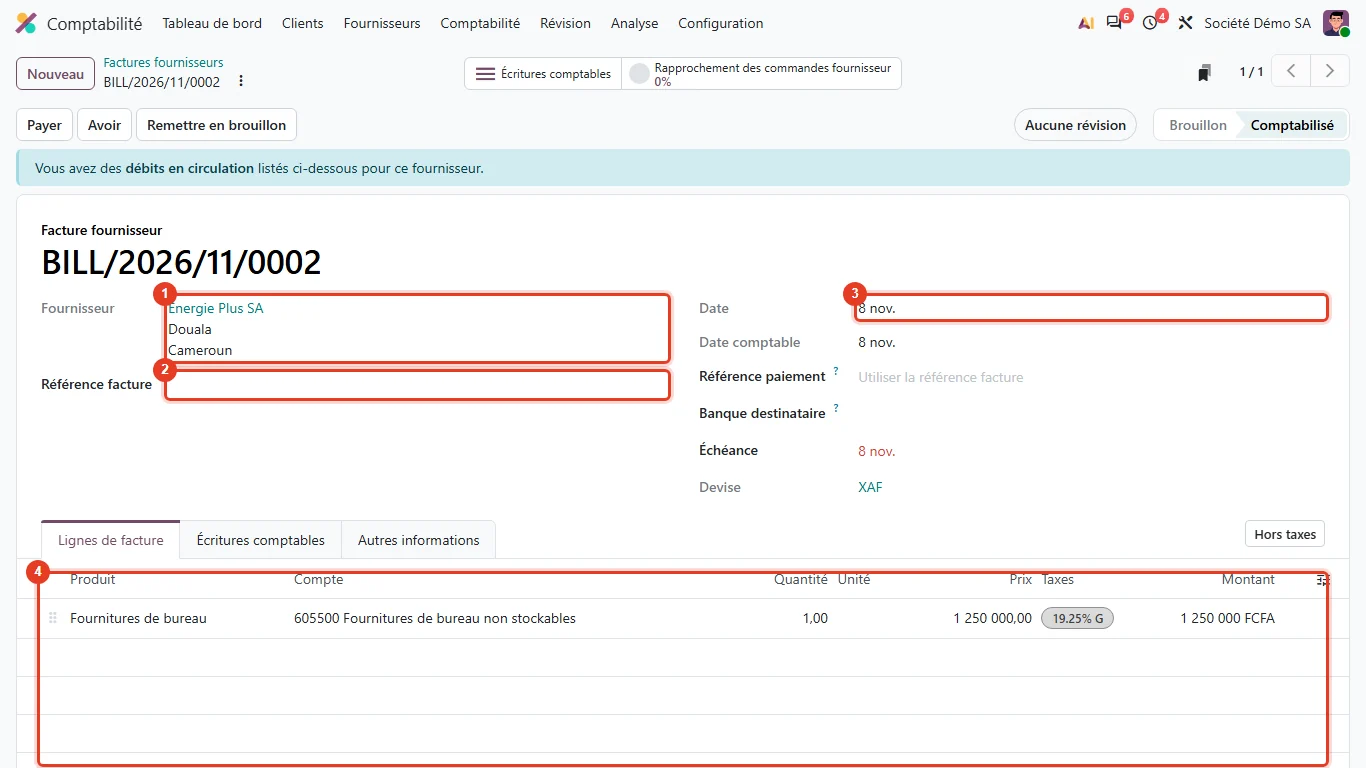 Comptabilité Tableau de bord Clients Fournisseurs Comptabilité Révision Analyse Configuration AI 6 4 Société Démo SA
Nouveau
Factures fournisseurs
BILL/2026/11/0002
Écritures comptables
Rapprochement des commandes fournisseur
0%
1 / 1
Payer Avoir Remettre en brouillon Aucune révision Brouillon Comptabilisé
Vous avez des débits en circulation listés ci-dessous pour ce fournisseur.
Facture fournisseur
BILL/2026/11/0002
1
Fournisseur Energie Plus SA
Douala
Cameroun
2
Référence facture
3
Date 8 nov.
Date comptable 8 nov.
Référence paiement ? Utiliser la référence facture
Banque destinataire ?
Échéance 8 nov.
Devise XAF
Lignes de facture Écritures comptables Autres informations Hors taxes
4
Produit Compte Quantité Unité Prix Taxes Montant
Fournitures de bureau 605500 Fournitures de bureau non stockables 1,00 1 250 000,00 19.25% G 1 250 000 FCFA